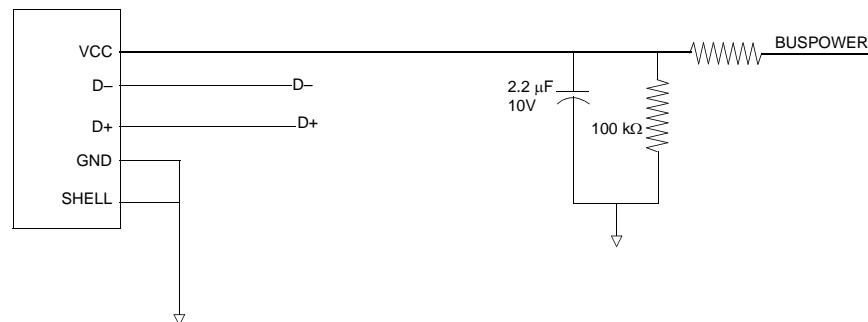 BUSPOWER
VCC
D–
D–
2.2 μF
10V
D+
D+
100 kΩ
GND
SHELL